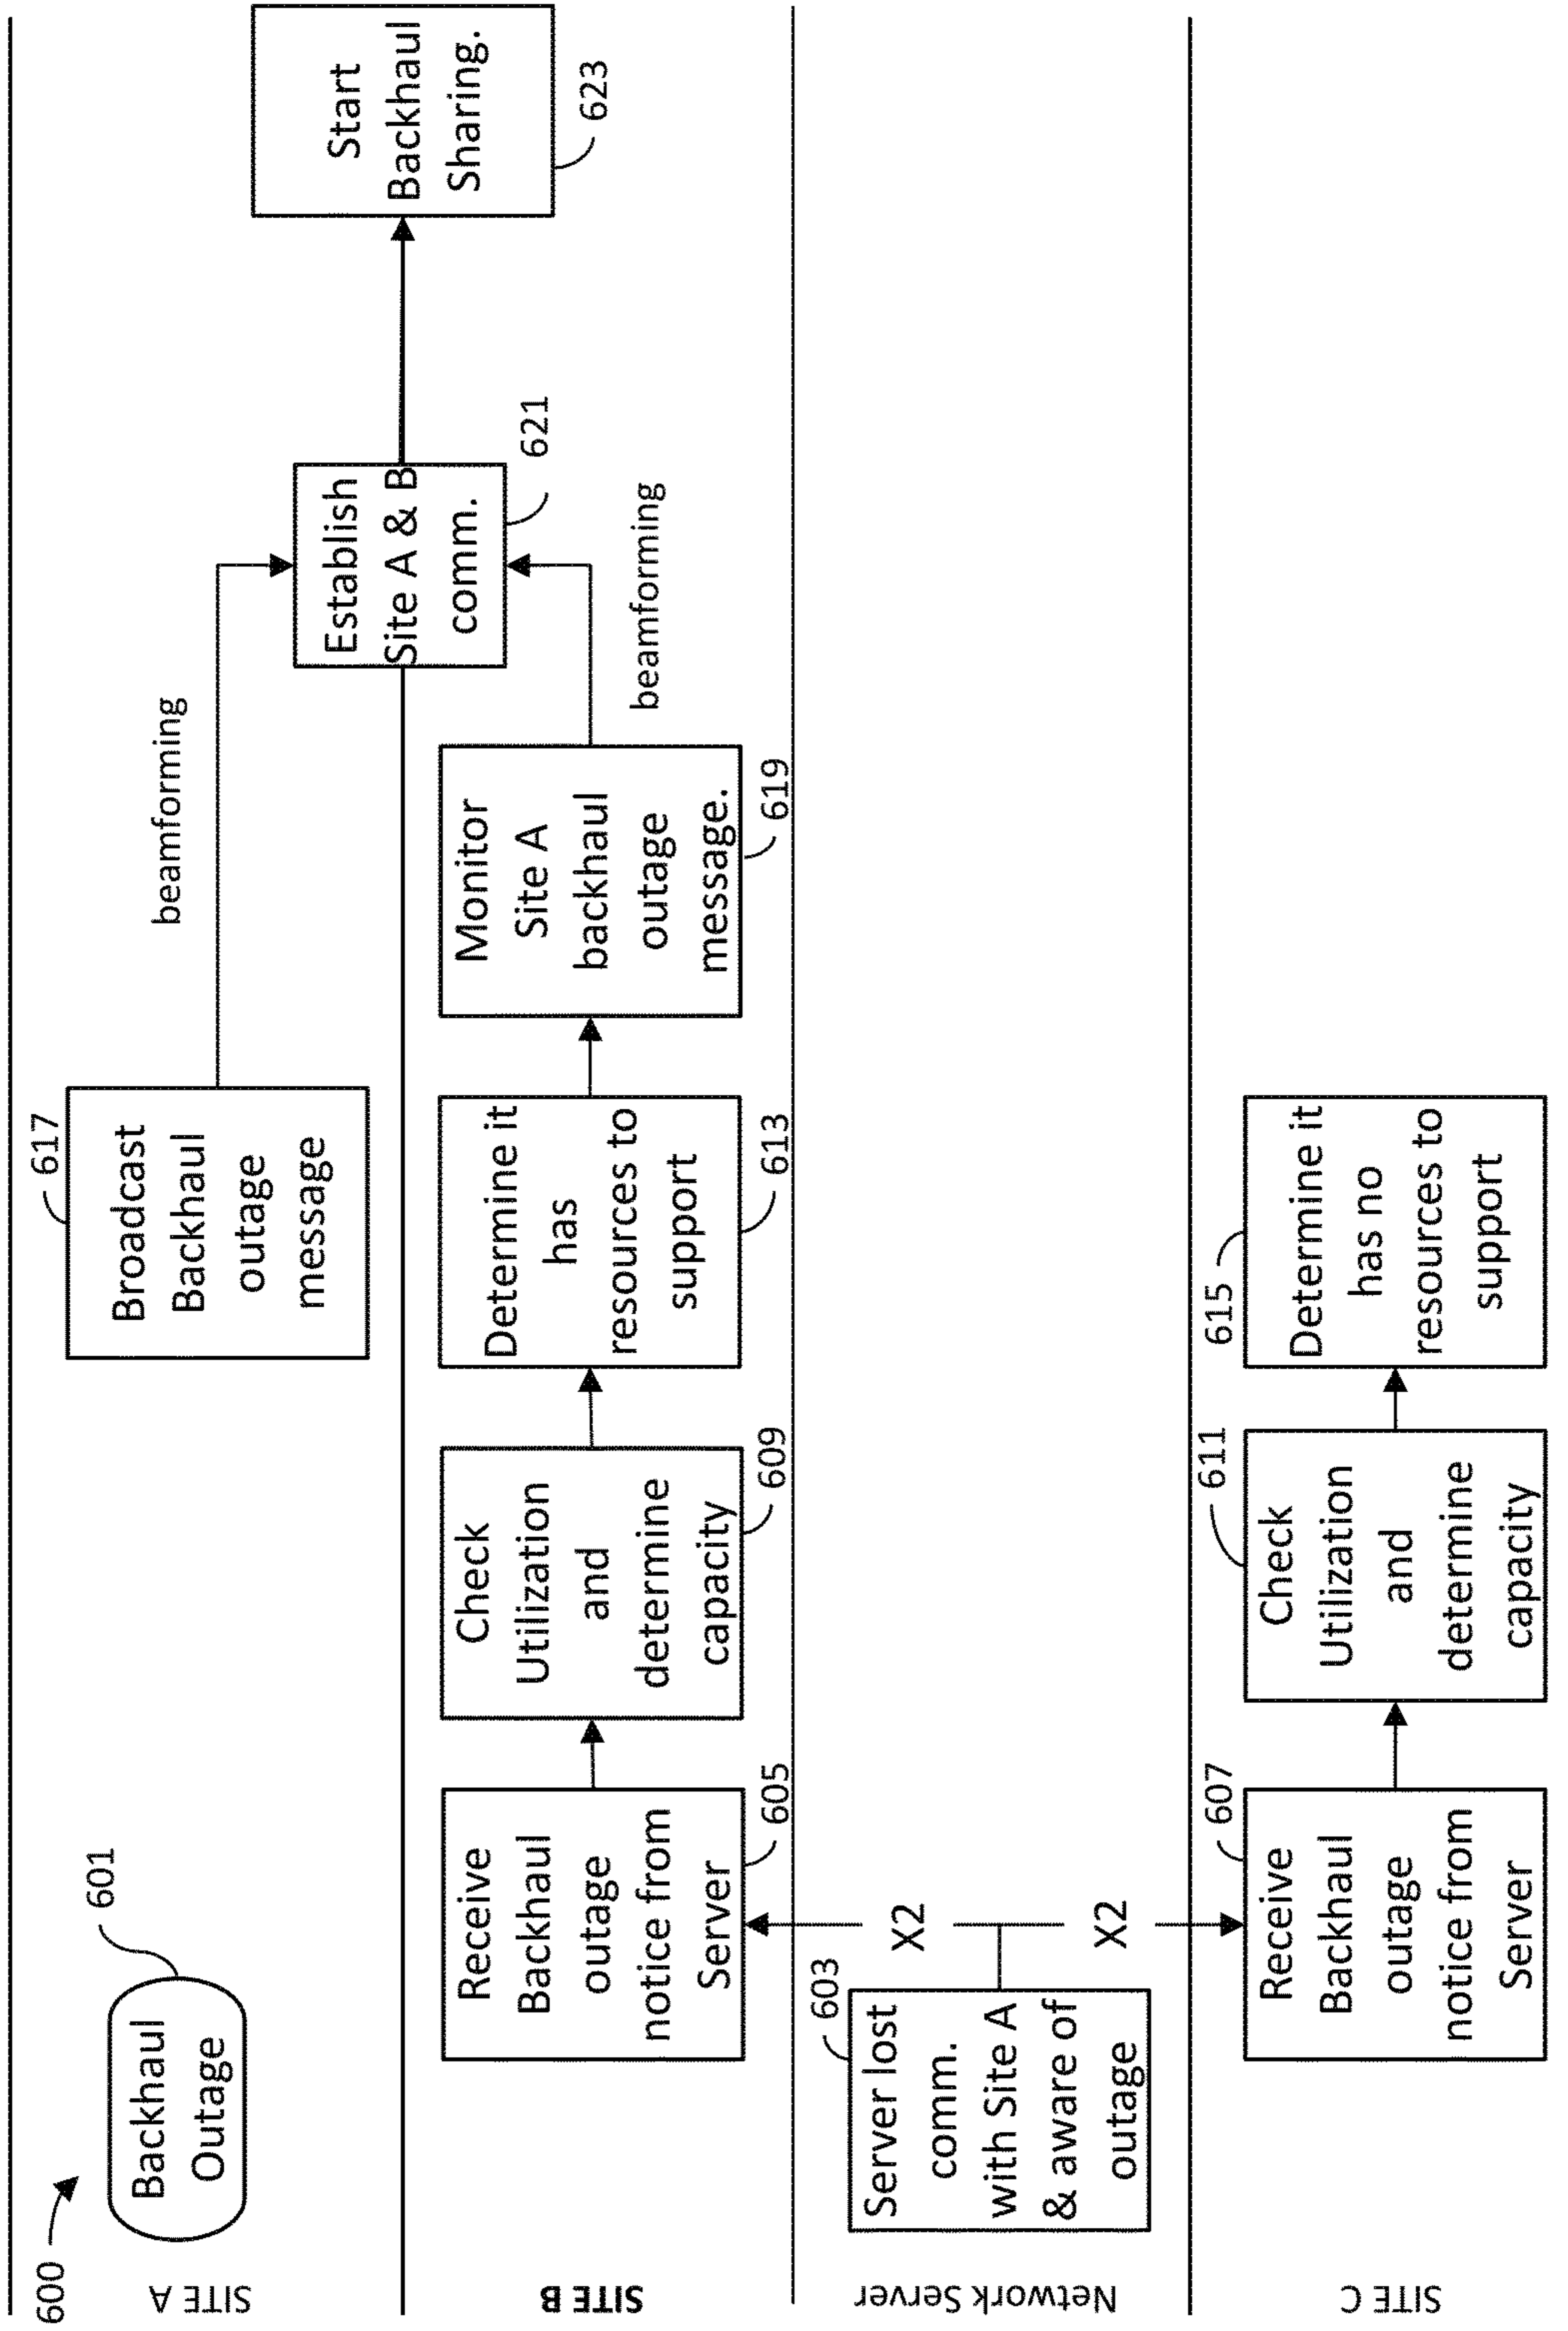 600
SITE A
Backhaul
Outage
601
617
Broadcast
Backhaul
outage
message
beamforming
Establish
Site A & B
comm.
621
Start
Backhaul
Sharing.
623
SITE B
Receive
Backhaul
outage
notice from
Server
605
Check
Utilization
and
determine
capacity
609
Determine it
has
resources to
support
613
Monitor
Site A
backhaul
outage
message.
619
beamforming
Network Server
603
Server lost
comm.
with Site A
& aware of
outage
X2
X2
SITE C
607
Receive
Backhaul
outage
notice from
Server
611
Check
Utilization
and
determine
capacity
615
Determine it
has no
resources to
support